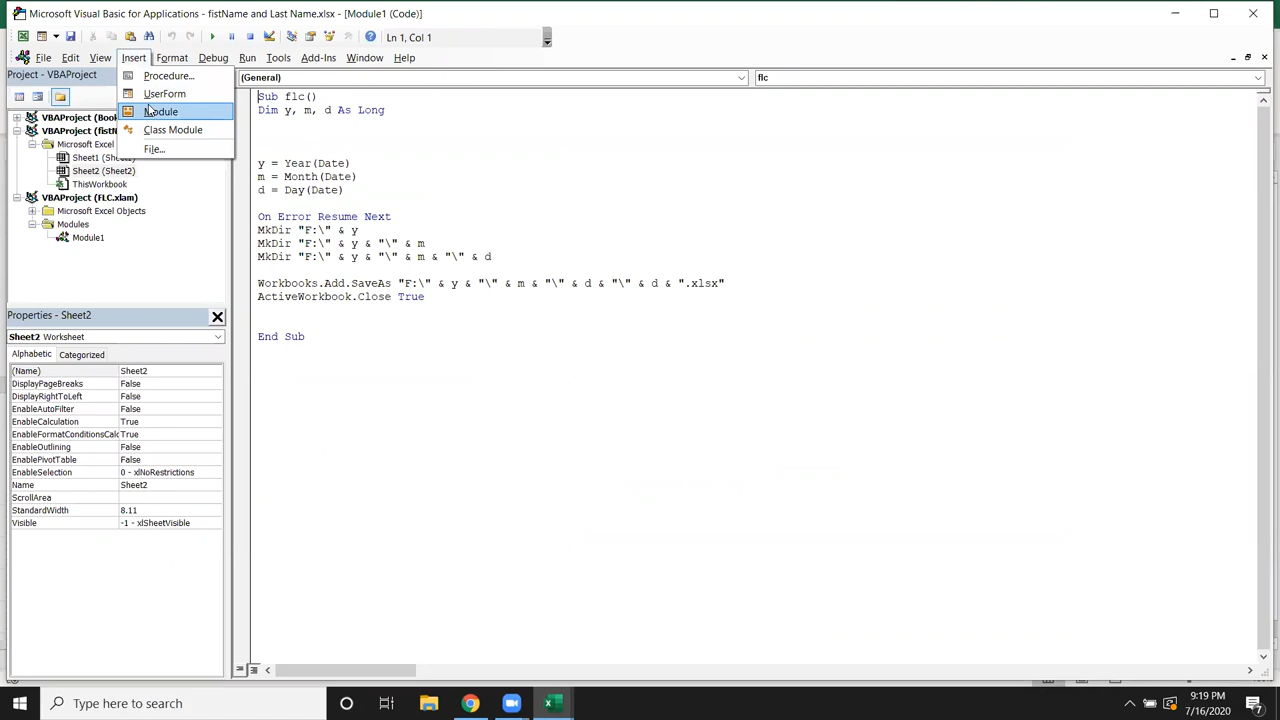 Microsoft Visual Basic for Applications - fistName and Last Name.xlsx - [Module1 (Code)]
Ln 1, Col 1
File Edit View Insert Format Debug Run Tools Add-Ins Window Help
Project - VBAProject
Procedure...
UserForm
Module
Class Module
File...
(General)
flc
VBAProject (Boo
VBAProject (fistN
Microsoft Excel
Sheet1 (Sheet
Sheet2 (Sheet2)
ThisWorkbook
VBAProject (FLC.xlam)
Microsoft Excel Objects
Modules
Module1
Sub flc()
Dim y, m, d As Long
y = Year(Date)
m = Month(Date)
d = Day(Date)
On Error Resume Next
MkDir "F:\" & y
MkDir "F:\" & y & "\" & m
MkDir "F:\" & y & "\" & m & "\" & d
Workbooks.Add.SaveAs "F:\" & y & "\" & m & "\" & d & "\" & d & ".xlsx"
ActiveWorkbook.Close True
End Sub
Properties - Sheet2
Sheet2 Worksheet
Alphabetic Categorized
(Name) Sheet2
DisplayPageBreaks False
DisplayRightToLeft False
EnableAutoFilter False
EnableCalculation True
EnableFormatConditionsCalc True
EnableOutlining False
EnablePivotTable False
EnableSelection 0 - xlNoRestrictions
Name Sheet2
ScrollArea
StandardWidth 8.11
Visible -1 - xlSheetVisible
Type here to search
9:19 PM
7/16/2020
7